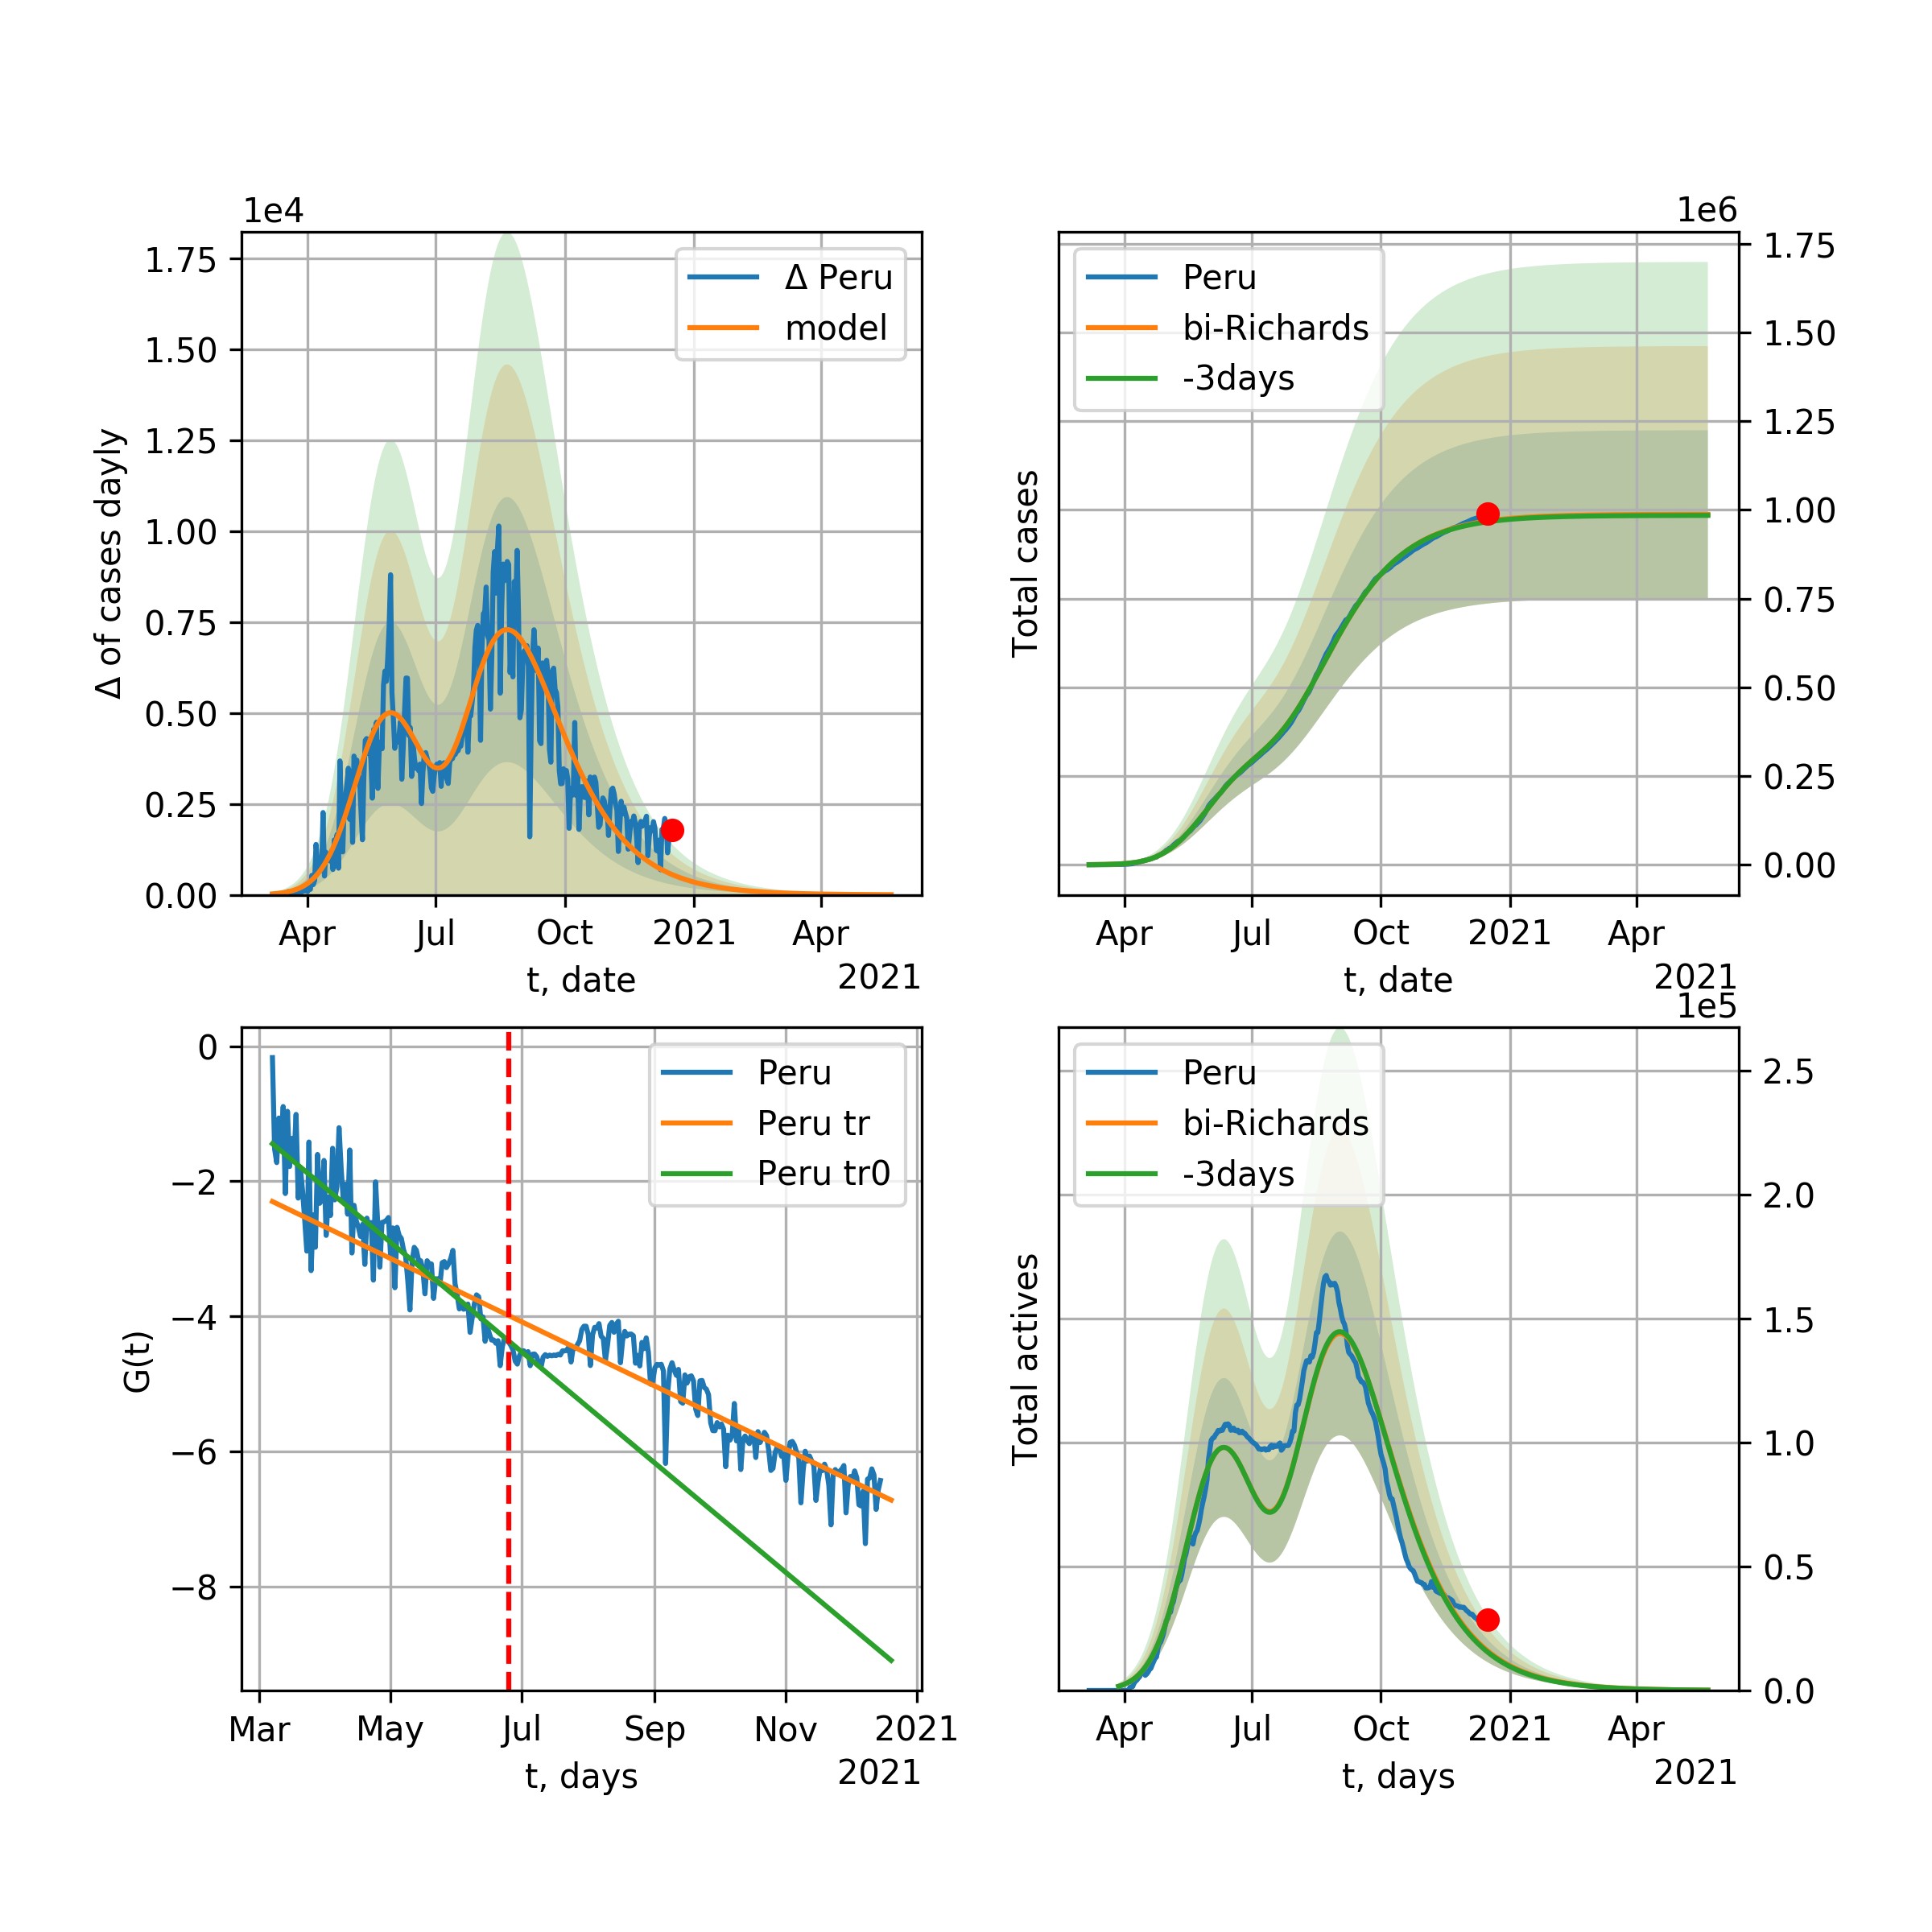 1e4
1.75
1.50
1.25
1.00
0.75
0.50
0.25
0.00
Δ of cases dayly
Δ Peru
model
Apr Jul Oct 2021 Apr
t, date
2021
1e6
1.75
1.50
1.25
1.00
0.75
0.50
0.25
0.00
Total cases
Peru
bi-Richards
-3days
Apr Jul Oct 2021 Apr
t, date
2021
0
−2
−4
−6
−8
G(t)
Peru
Peru tr
Peru tr0
Mar May Jul Sep Nov 2021
t, days
2021
1e5
2.5
2.0
1.5
1.0
0.5
0.0
Total actives
Peru
bi-Richards
-3days
Apr Jul Oct 2021 Apr
t, days
2021